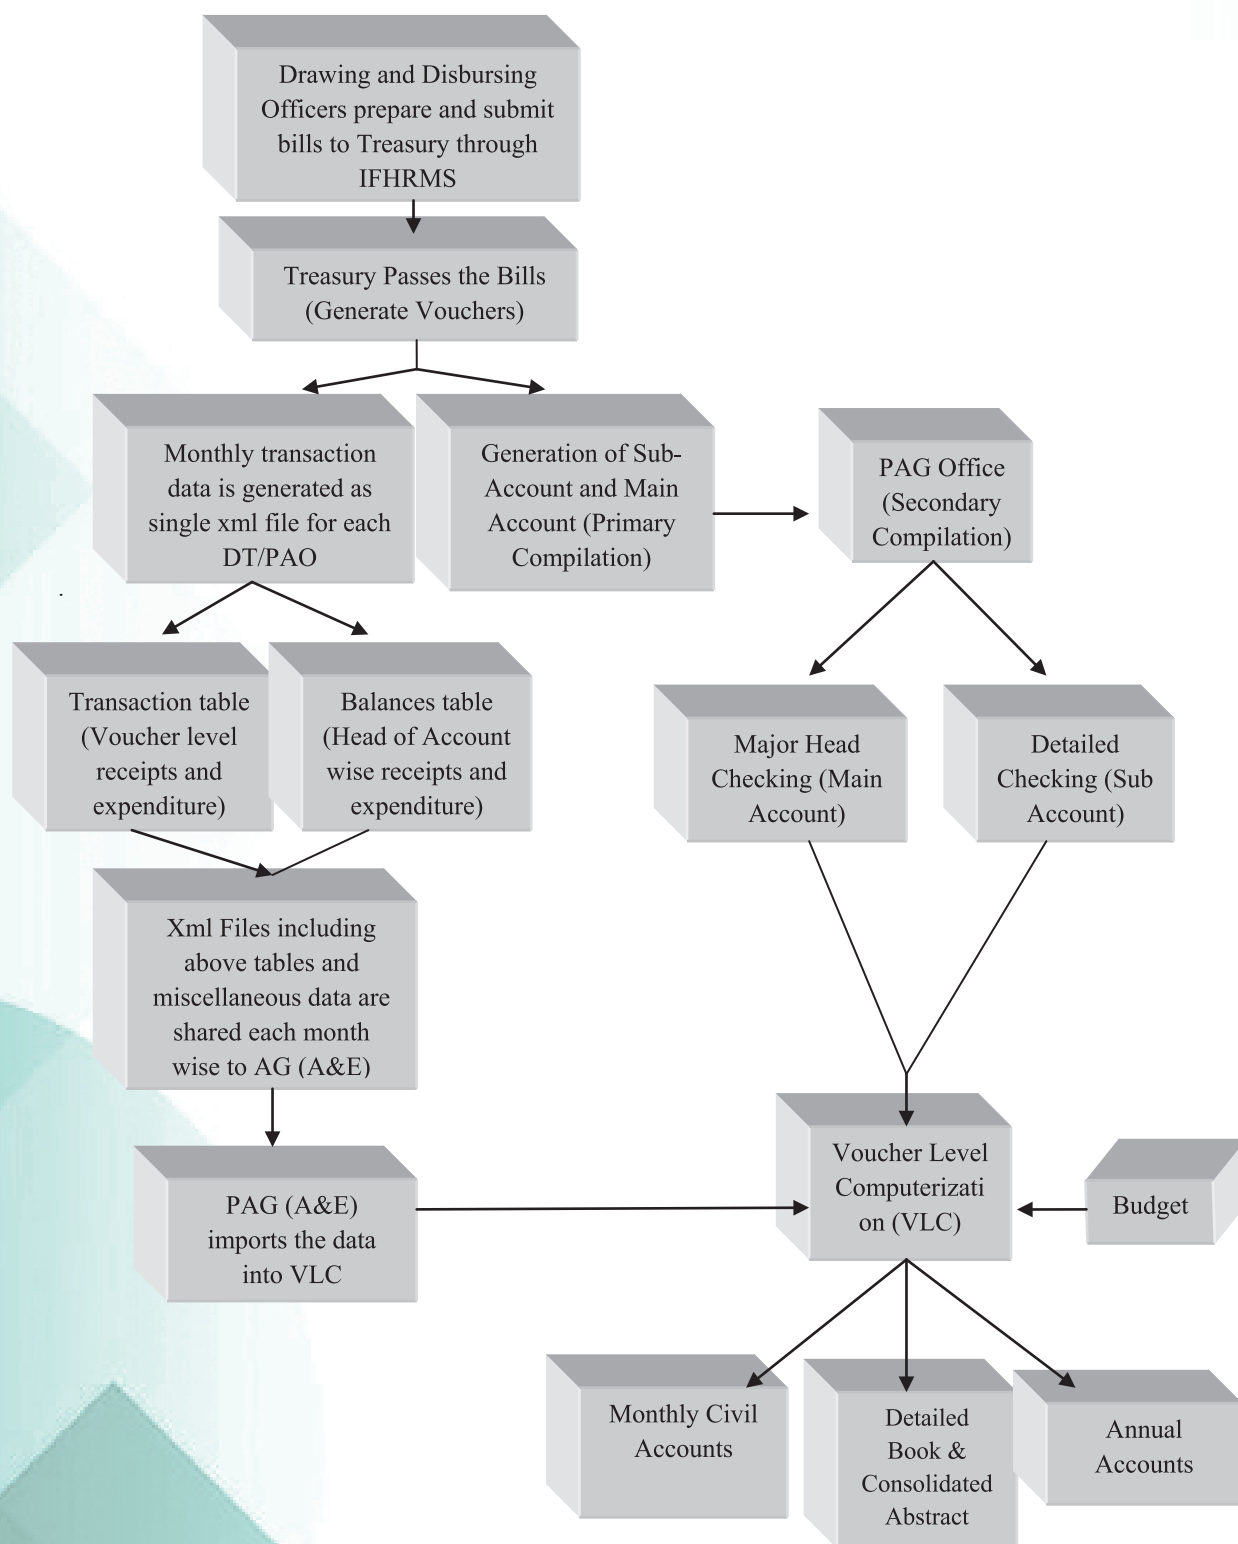 Drawing and Disbursing
Officers prepare and submit
bills to Treasury through
IFHRMS
Treasury Passes the Bills
(Generate Vouchers)
Monthly transaction
data is generated as
single xml file for each
DT/PAO
Generation of Sub-
Account and Main
Account (Primary
Compilation)
PAG Office
(Secondary
Compilation)
Transaction table
(Voucher level
receipts and
expenditure)
Balances table
(Head of Account
wise receipts and
expenditure)
Major Head
Checking (Main
Account)
Detailed
Checking (Sub
Account)
Xml Files including
above tables and
miscellaneous data are
shared each month
wise to AG (A&E)
PAG (A&E)
imports the data
into VLC
Voucher Level
Computerizati
on (VLC)
Budget
Monthly Civil
Accounts
Detailed
Book &
Consolidated
Abstract
Annual
Accounts